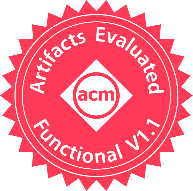 Artifacts Evaluated
acm
Functional V1.1